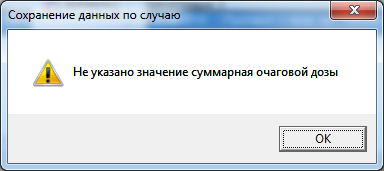 Сохранение данных по случаю
Не указано значение суммарная очаговой дозы
OK